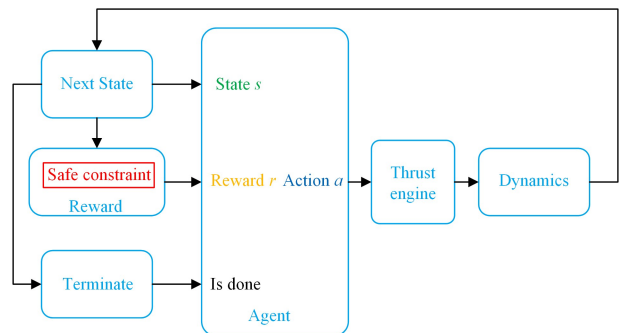 Next State
State s
Safe constraint
Reward
Reward r
Action a
Thrust
engine
Dynamics
Terminate
Is done
Agent